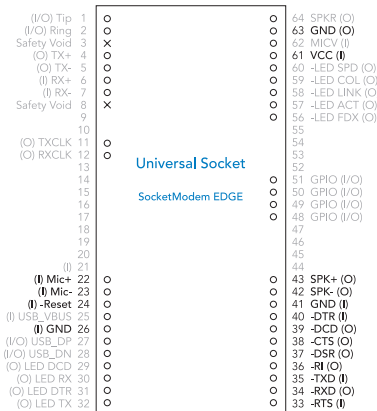 (I/O) Tip 1
(I/O) Ring 2
Safety Void 3
(O) TX+ 4
(O) TX- 5
(I) RX+ 6
(I) RX- 7
Safety Void 8
9
10
(O) TXCLK 11
(O) RXCLK 12
13
14
15
16
17
18
19
20
(I) 21
(I) Mic+ 22
(I) Mic- 23
(I) -Reset 24
(I) USB_VBUS 25
(I) GND 26
(I/O) USB_DP 27
(I/O) USB_DN 28
(O) LED DCD 29
(O) LED RX 30
(O) LED DTR 31
(O) LED TX 32
Universal Socket
SocketModem EDGE
64 SPKR (O)
63 GND (O)
62 MICV (I)
61 VCC (I)
60 -LED SPD (O)
59 -LED COL (O)
58 -LED LINK (O
57 -LED ACT (O)
56 -LED FDX (O)
55
54
53
52
51 GPIO (I/O)
50 GPIO (I/O)
49 GPIO (I/O)
48 GPIO (I/O)
47
46
45
44
43 SPK+ (O)
42 SPK- (O)
41 GND (I)
40 -DTR (I)
39 -DCD (O)
38 -CTS (O)
37 -DSR (O)
36 -RI (O)
35 -TXD (I)
34 -RXD (O)
33 -RTS (I)